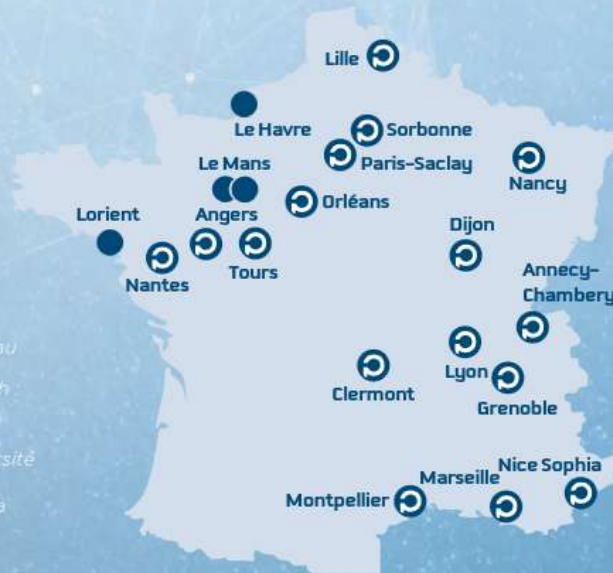 Lille
Le Havre
Sorbonne
Le Mans
Paris-Saclay
Nancy
Orléans
Lorient
Angers
Dijon
Nantes
Tours
Annecy-
Chambery
Lyon
Clermont
Grenoble
Nice Sophia
Marseille
Montpellier